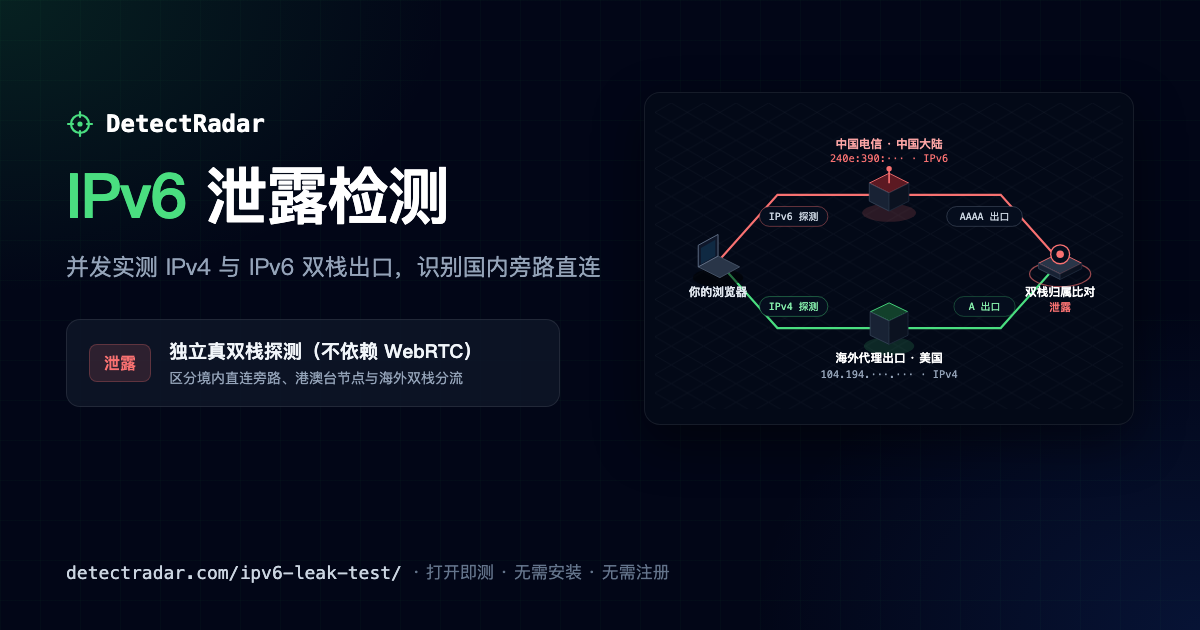 DetectRadar
IPv6 泄露检测
并发实测 IPv4 与 IPv6 双栈出口，识别国内旁路直连
泄露
独立真双栈探测（不依赖 WebRTC）
区分境内直连旁路、港澳台节点与海外双栈分流
中国电信 · 中国大陆
240e:390:··· · IPv6
IPv6 探测
AAAA 出口
你的浏览器
双栈归属比对
泄露
IPv4 探测
A 出口
海外代理出口 · 美国
104.194.···.··· · IPv4
detectradar.com/ipv6-leak-test/ · 打开即测 · 无需安装 · 无需注册